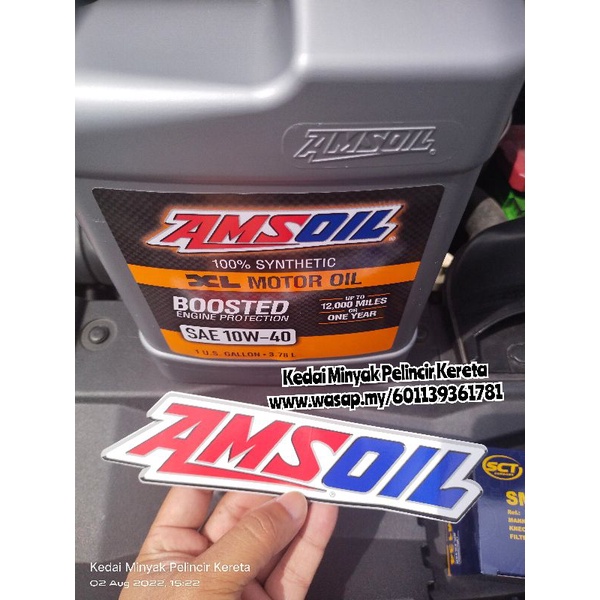 AMSOIL
AMSOIL
100% SYNTHETIC
XL MOTOR OIL
BOOSTED
ENGINE PROTECTION
UP TO
12,000 MILES
OR
ONE YEAR
SAE 10W-40
1 U.S. GALLON • 3.78 L
Kedai Minyak Pelincir Kereta
www.wasap.my/601139361781
AMSOIL
SCT
SM
Kedai Minyak Pelincir Kereta
02 Aug 2022, 15:22